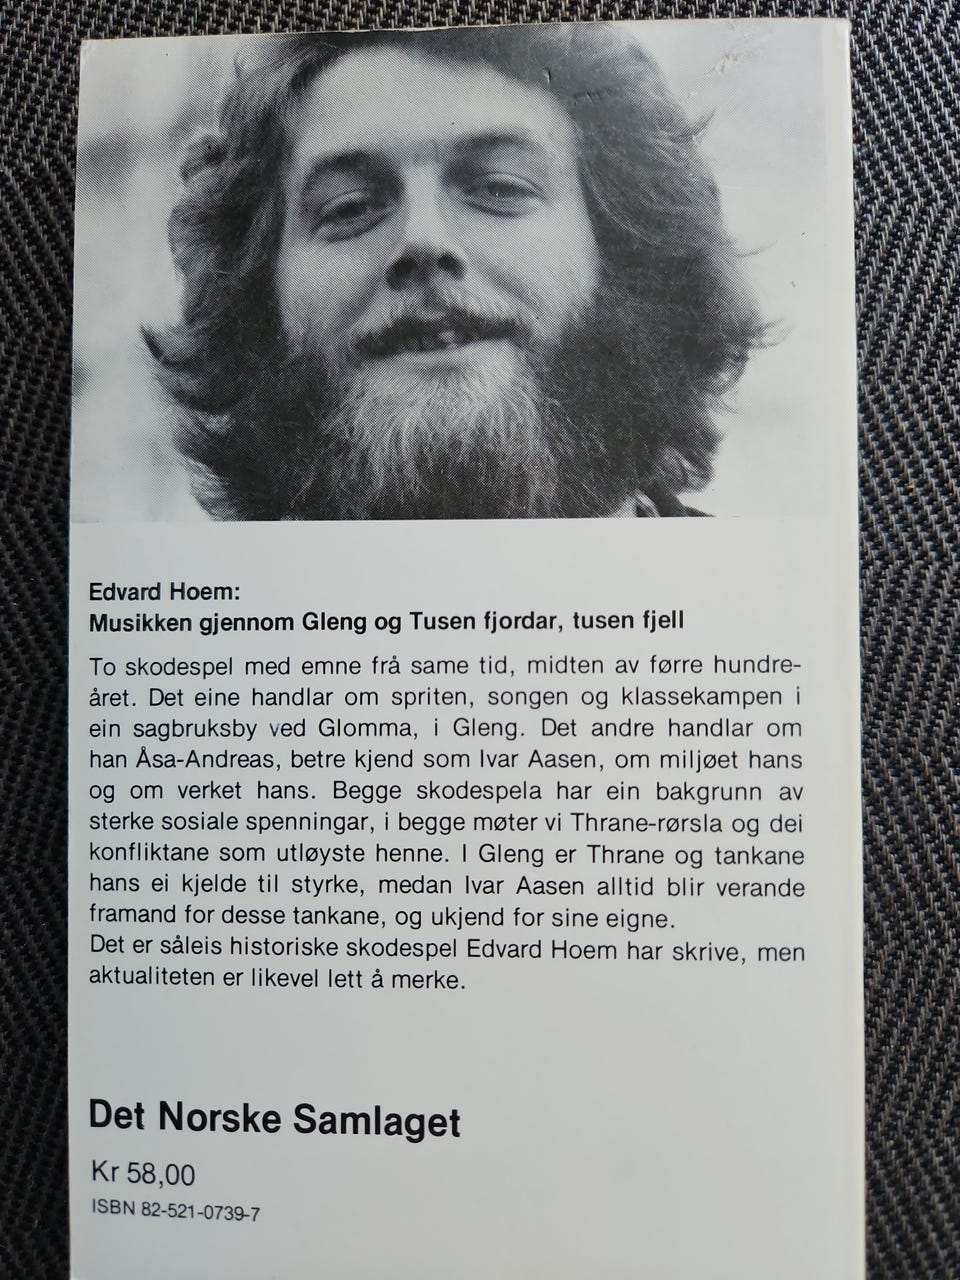 Edvard Hoem:
Musikken gjennom Gleng og Tusen fjordar, tusen fjell
To skodespel med emne frå same tid, midten av førre hundre-
året. Det eine handlar om spriten, songen og klassekampen i
ein sagbruksby ved Glomma, i Gleng. Det andre handlar om
han Åsa-Andreas, betre kjend som Ivar Aasen, om miljøet hans
og om verket hans. Begge skodespela har ein bakgrunn av
sterke sosiale spenningar, i begge møter vi Thrane-rørsla og dei
konfliktane som utløyste henne. I Gleng er Thrane og tankane
hans ei kjelde til styrke, medan Ivar Aasen alltid blir verande
framand for desse tankane, og ukjend for sine eigne.
Det er såleis historiske skodespel Edvard Hoem har skrive, men
aktualiteten er likevel lett å merke.
Det Norske Samlaget
Kr 58,00
ISBN 82-521-0739-7